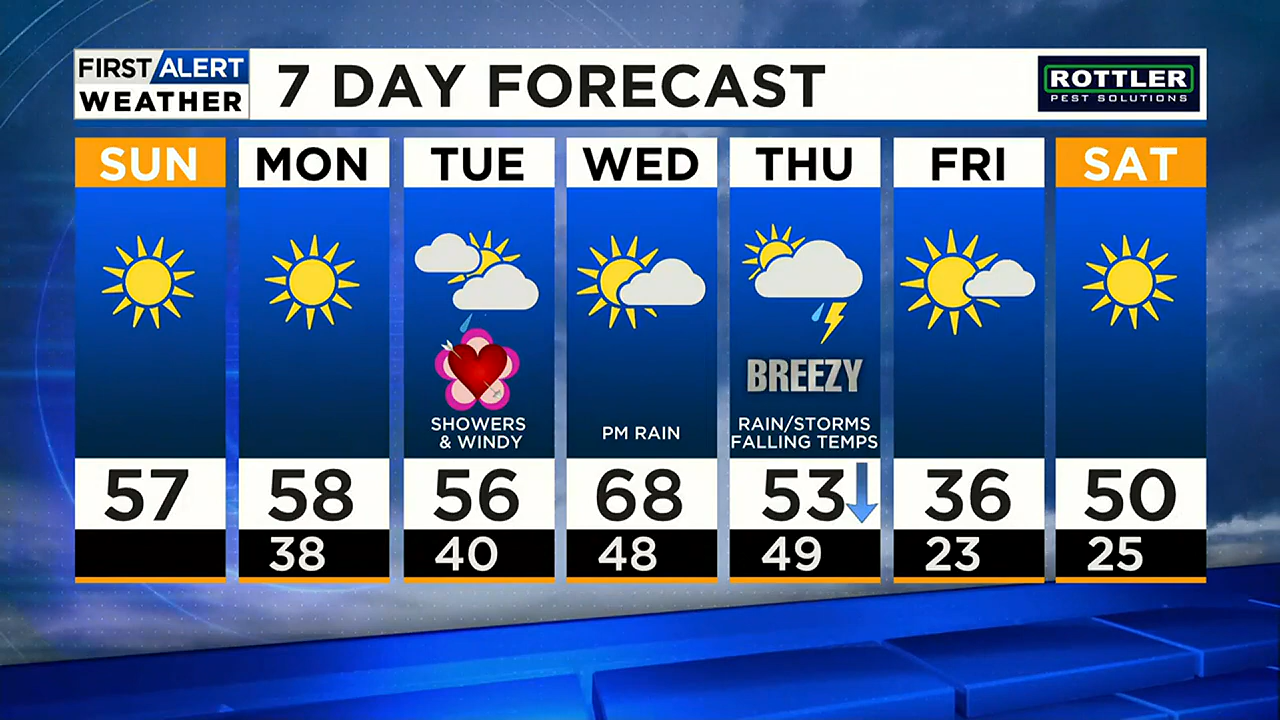 FIRST ALERT
WEATHER
7 DAY FORECAST
ROTTLER
PEST SOLUTIONS
SUN
MON
TUE
WED
THU
FRI
SAT
BREEZY
SHOWERS
& WINDY
PM RAIN
RAIN/STORMS
FALLING TEMPS
57
58
56
68
53
36
50
38
40
48
49
23
25